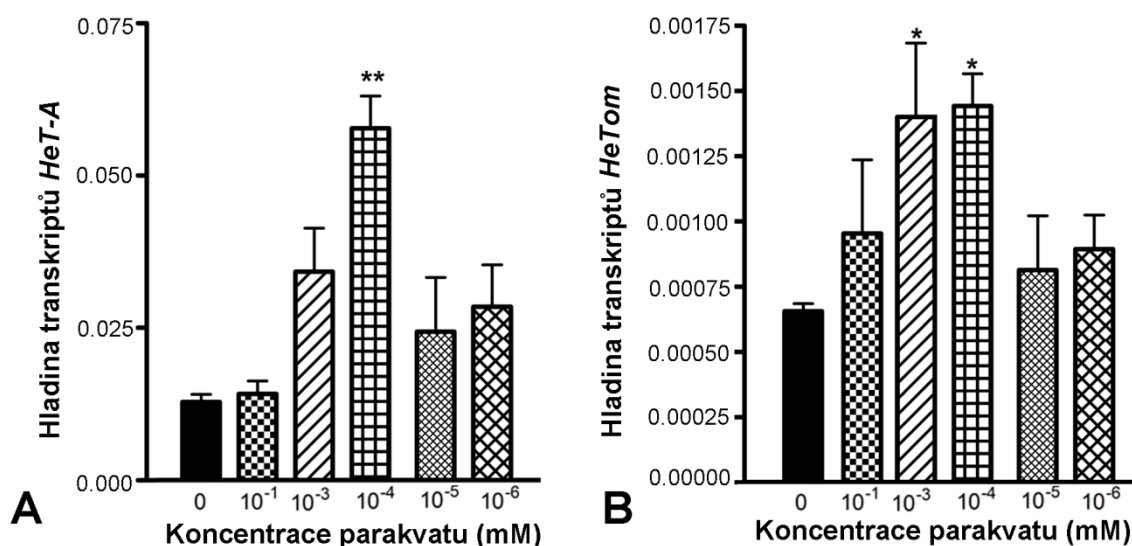 Hladina transkriptů HeT-A
0.075
0.050
0.025
0.000
**
0 10⁻¹ 10⁻³ 10⁻⁴ 10⁻⁵ 10⁻⁶
Koncentrace parakvatu (mM)
A
Hladina transkriptů HeTom
0.00175
0.00150
0.00125
0.00100
0.00075
0.00050
0.00025
0.00000
* *
0 10⁻¹ 10⁻³ 10⁻⁴ 10⁻⁵ 10⁻⁶
Koncentrace parakvatu (mM)
B